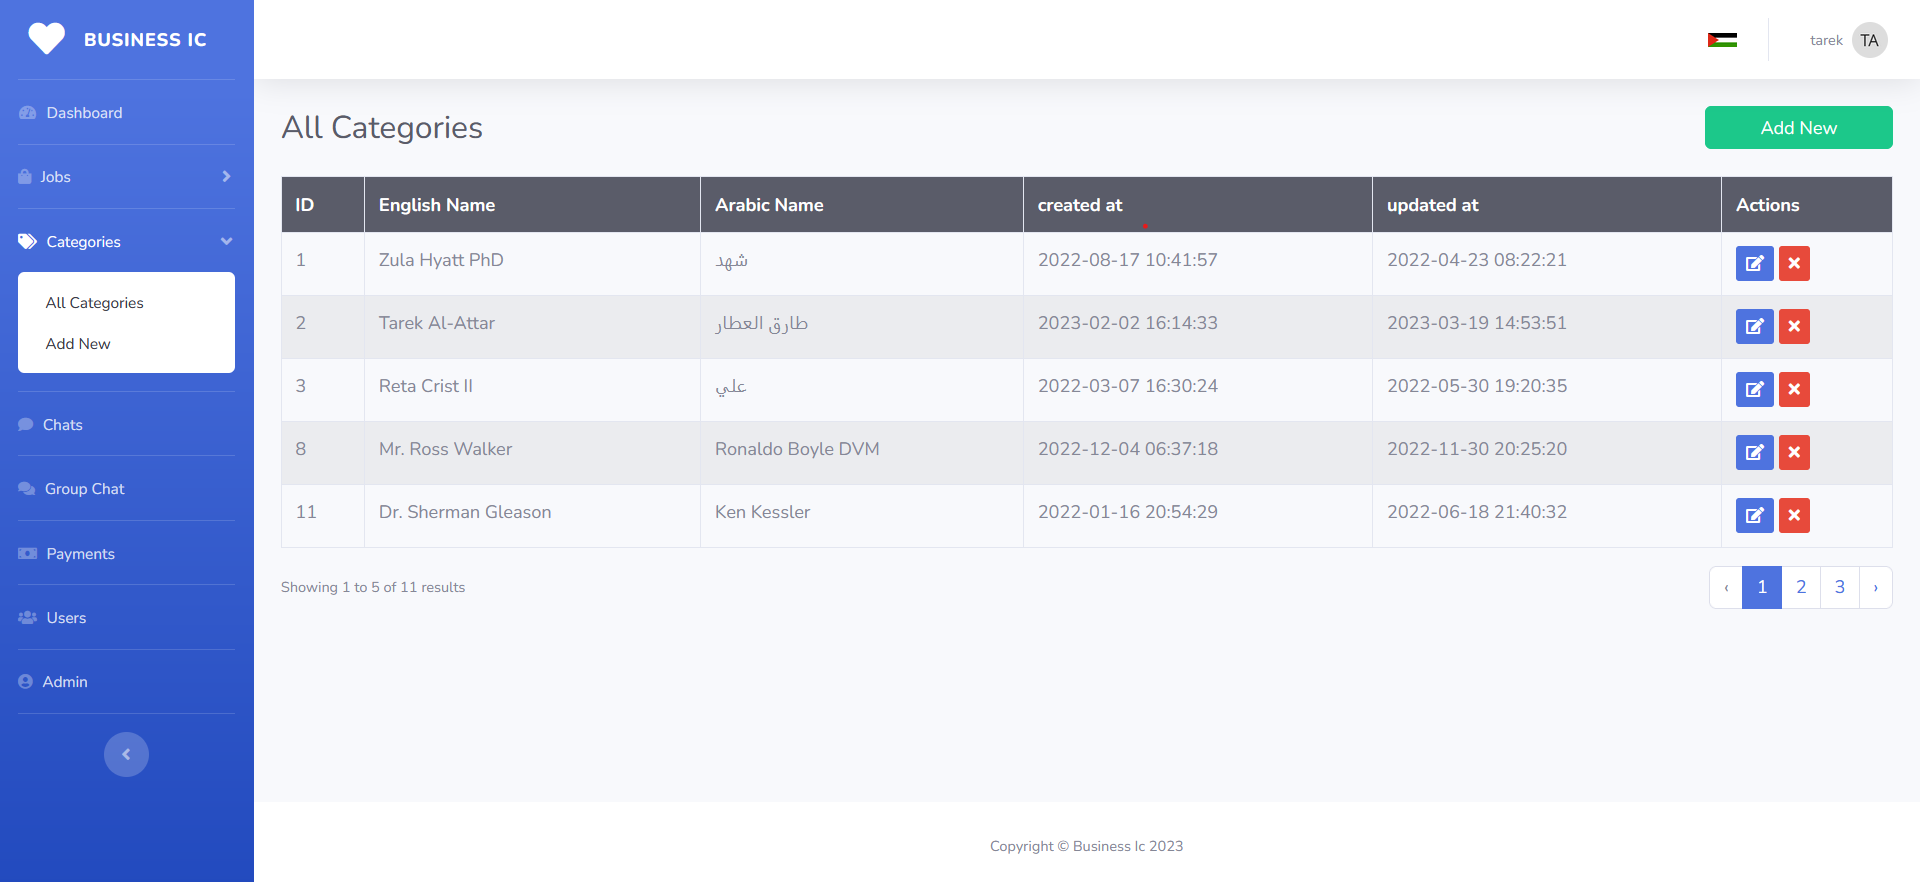 BUSINESS IC
tarek TA
Dashboard
Jobs
Categories
All Categories
Add New
Chats
Group Chat
Payments
Users
Admin
All Categories
Add New
ID English Name Arabic Name created at updated at Actions
1 Zula Hyatt PhD شهد 2022-08-17 10:41:57 2022-04-23 08:22:21
2 Tarek Al-Attar طارق العطار 2023-02-02 16:14:33 2023-03-19 14:53:51
3 Reta Crist II علي 2022-03-07 16:30:24 2022-05-30 19:20:35
8 Mr. Ross Walker Ronaldo Boyle DVM 2022-12-04 06:37:18 2022-11-30 20:25:20
11 Dr. Sherman Gleason Ken Kessler 2022-01-16 20:54:29 2022-06-18 21:40:32
Showing 1 to 5 of 11 results
‹ 1 2 3 ›
Copyright © Business Ic 2023